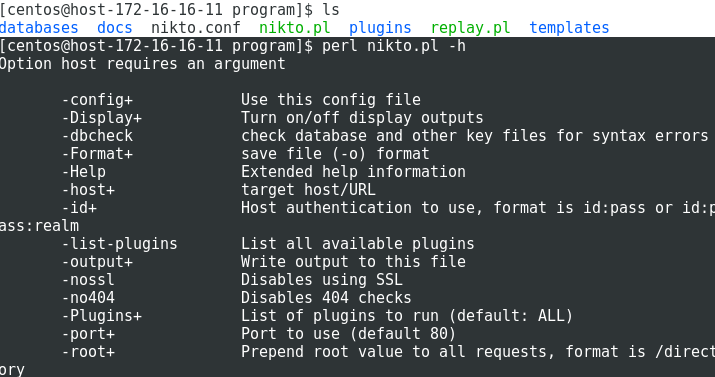 [centos@host-172-16-16-11 program]$ ls
databases  docs  nikto.conf  nikto.pl  plugins  replay.pl  templates
[centos@host-172-16-16-11 program]$ perl nikto.pl -h
Option host requires an argument
-config+            Use this config file
-Display+           Turn on/off display outputs
-dbcheck            check database and other key files for syntax errors
-Format+            save file (-o) format
-Help               Extended help information
-host+              target host/URL
-id+                Host authentication to use, format is id:pass or id:p
ass:realm
-list-plugins       List all available plugins
-output+            Write output to this file
-nossl              Disables using SSL
-no404              Disables 404 checks
-Plugins+           List of plugins to run (default: ALL)
-port+              Port to use (default 80)
-root+              Prepend root value to all requests, format is /direct
ory